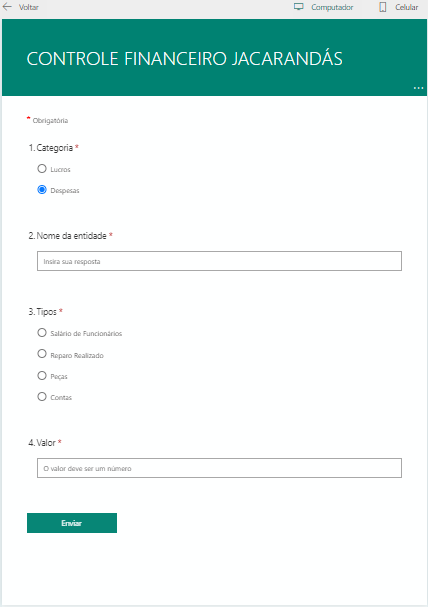 Voltar
Computador
Celular
CONTROLE FINANCEIRO JACARANDÁS
...
* Obrigatória
1. Categoria *
Lucros
Despesas
2. Nome da entidade *
Insira sua resposta
3. Tipos *
Salário de Funcionários
Reparo Realizado
Peças
Contas
4. Valor *
O valor deve ser um número
Enviar